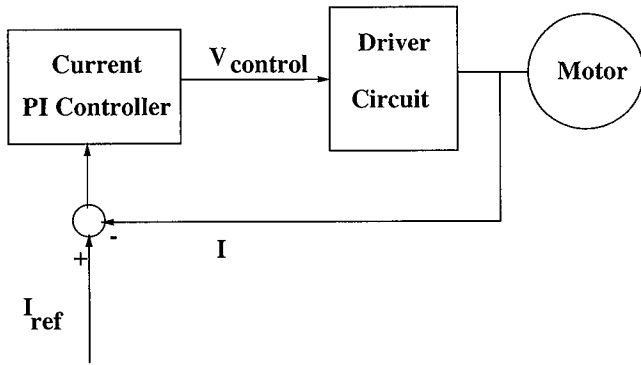 Current
PI Controller
V control
Driver
Circuit
Motor
-
+
I
I ref